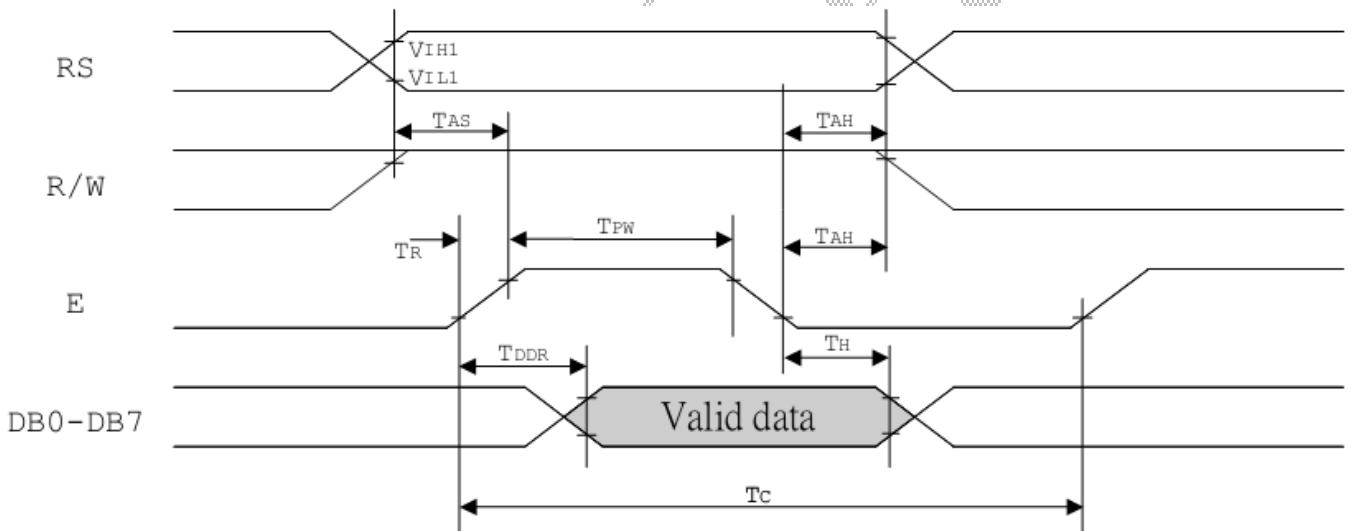 RS
VIH1
VIL1
TAS
TAH
R/W
TPW
TR
TAH
E
TDDR
TH
DB0-DB7
Valid data
TC